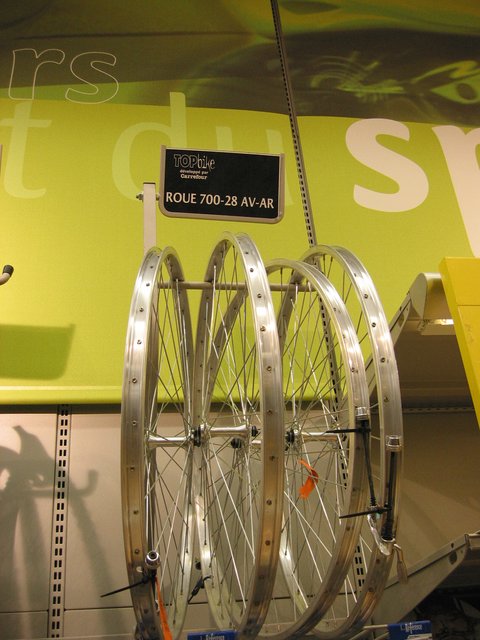 rs
t du sp
TOPbike
développé par
Carrefour
ROUE 700-28 AV-AR